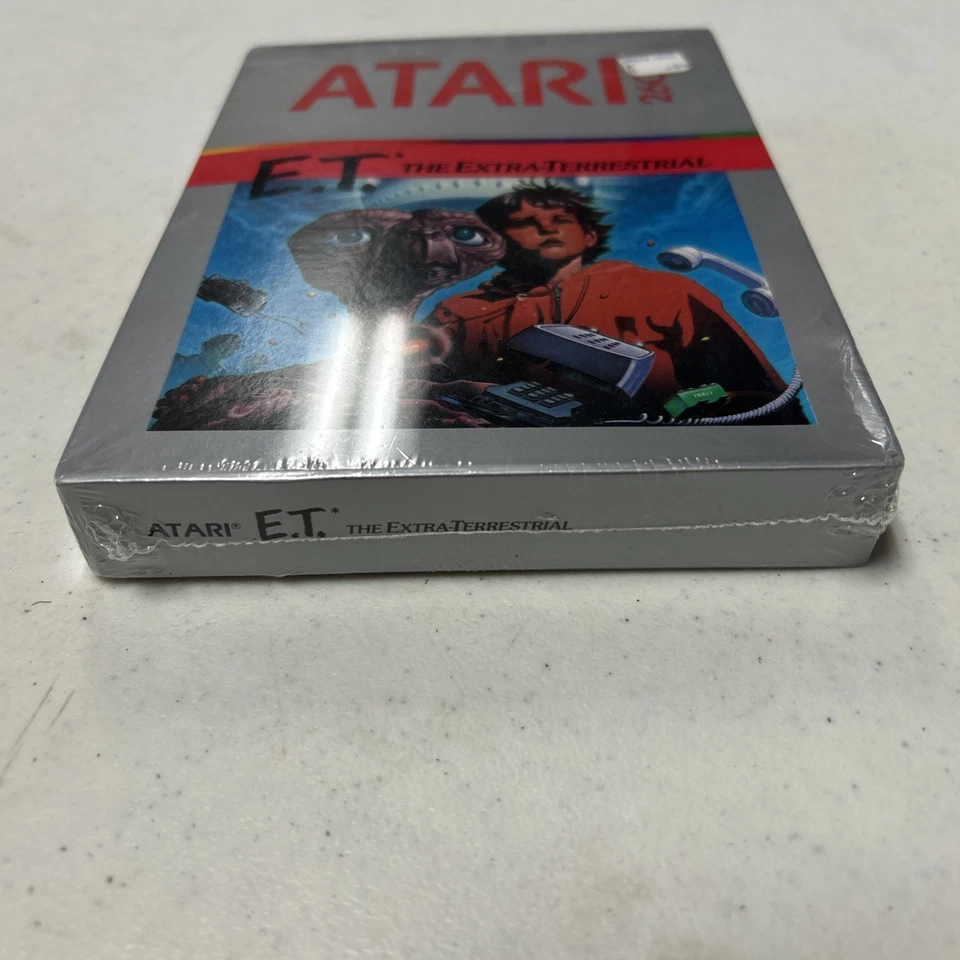 ATARI
E.T.* THE EXTRA-TERRESTRIAL
ATARI® E.T.* THE EXTRA-TERRESTRIAL